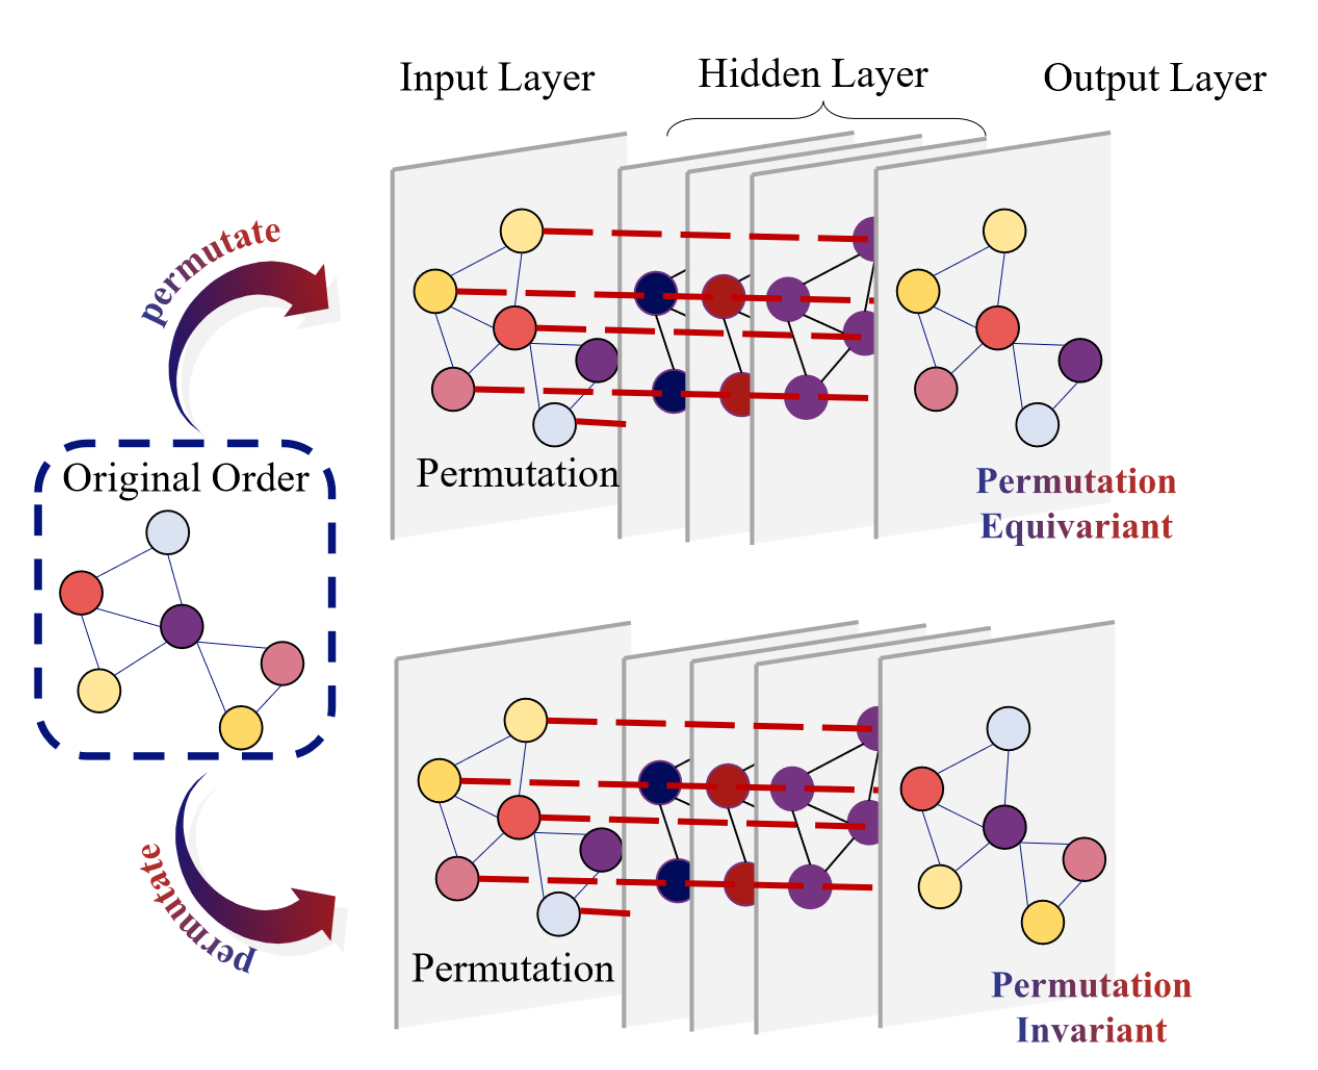 Input Layer
Hidden Layer
Output Layer
permutate
Permutation
Permutation
Equivariant
Original Order
permutate
Permutation
Permutation
Invariant